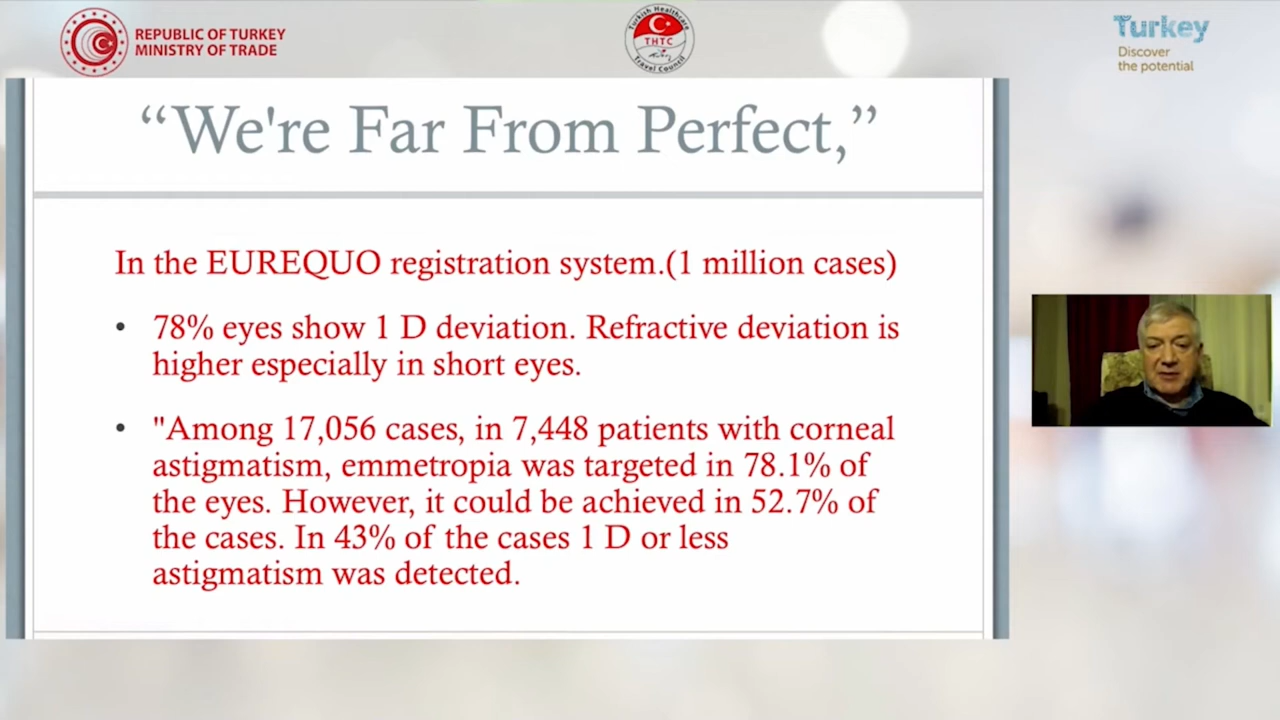 REPUBLIC OF TURKEY
MINISTRY OF TRADE
Turkish Healthcare
THTC
Travel Council
Turkey
Discover
the potential
“We're Far From Perfect,”
In the EUREQUO registration system.(1 million cases)
• 78% eyes show 1 D deviation. Refractive deviation is
higher especially in short eyes.
• "Among 17,056 cases, in 7,448 patients with corneal
astigmatism, emmetropia was targeted in 78.1% of
the eyes. However, it could be achieved in 52.7% of
the cases. In 43% of the cases 1 D or less
astigmatism was detected.